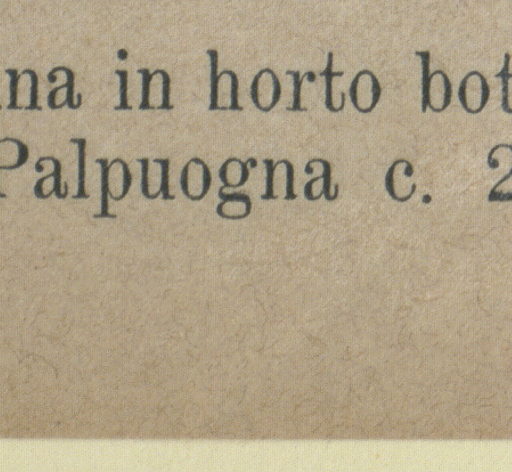 na in horto bot
Palpuogna c. 2